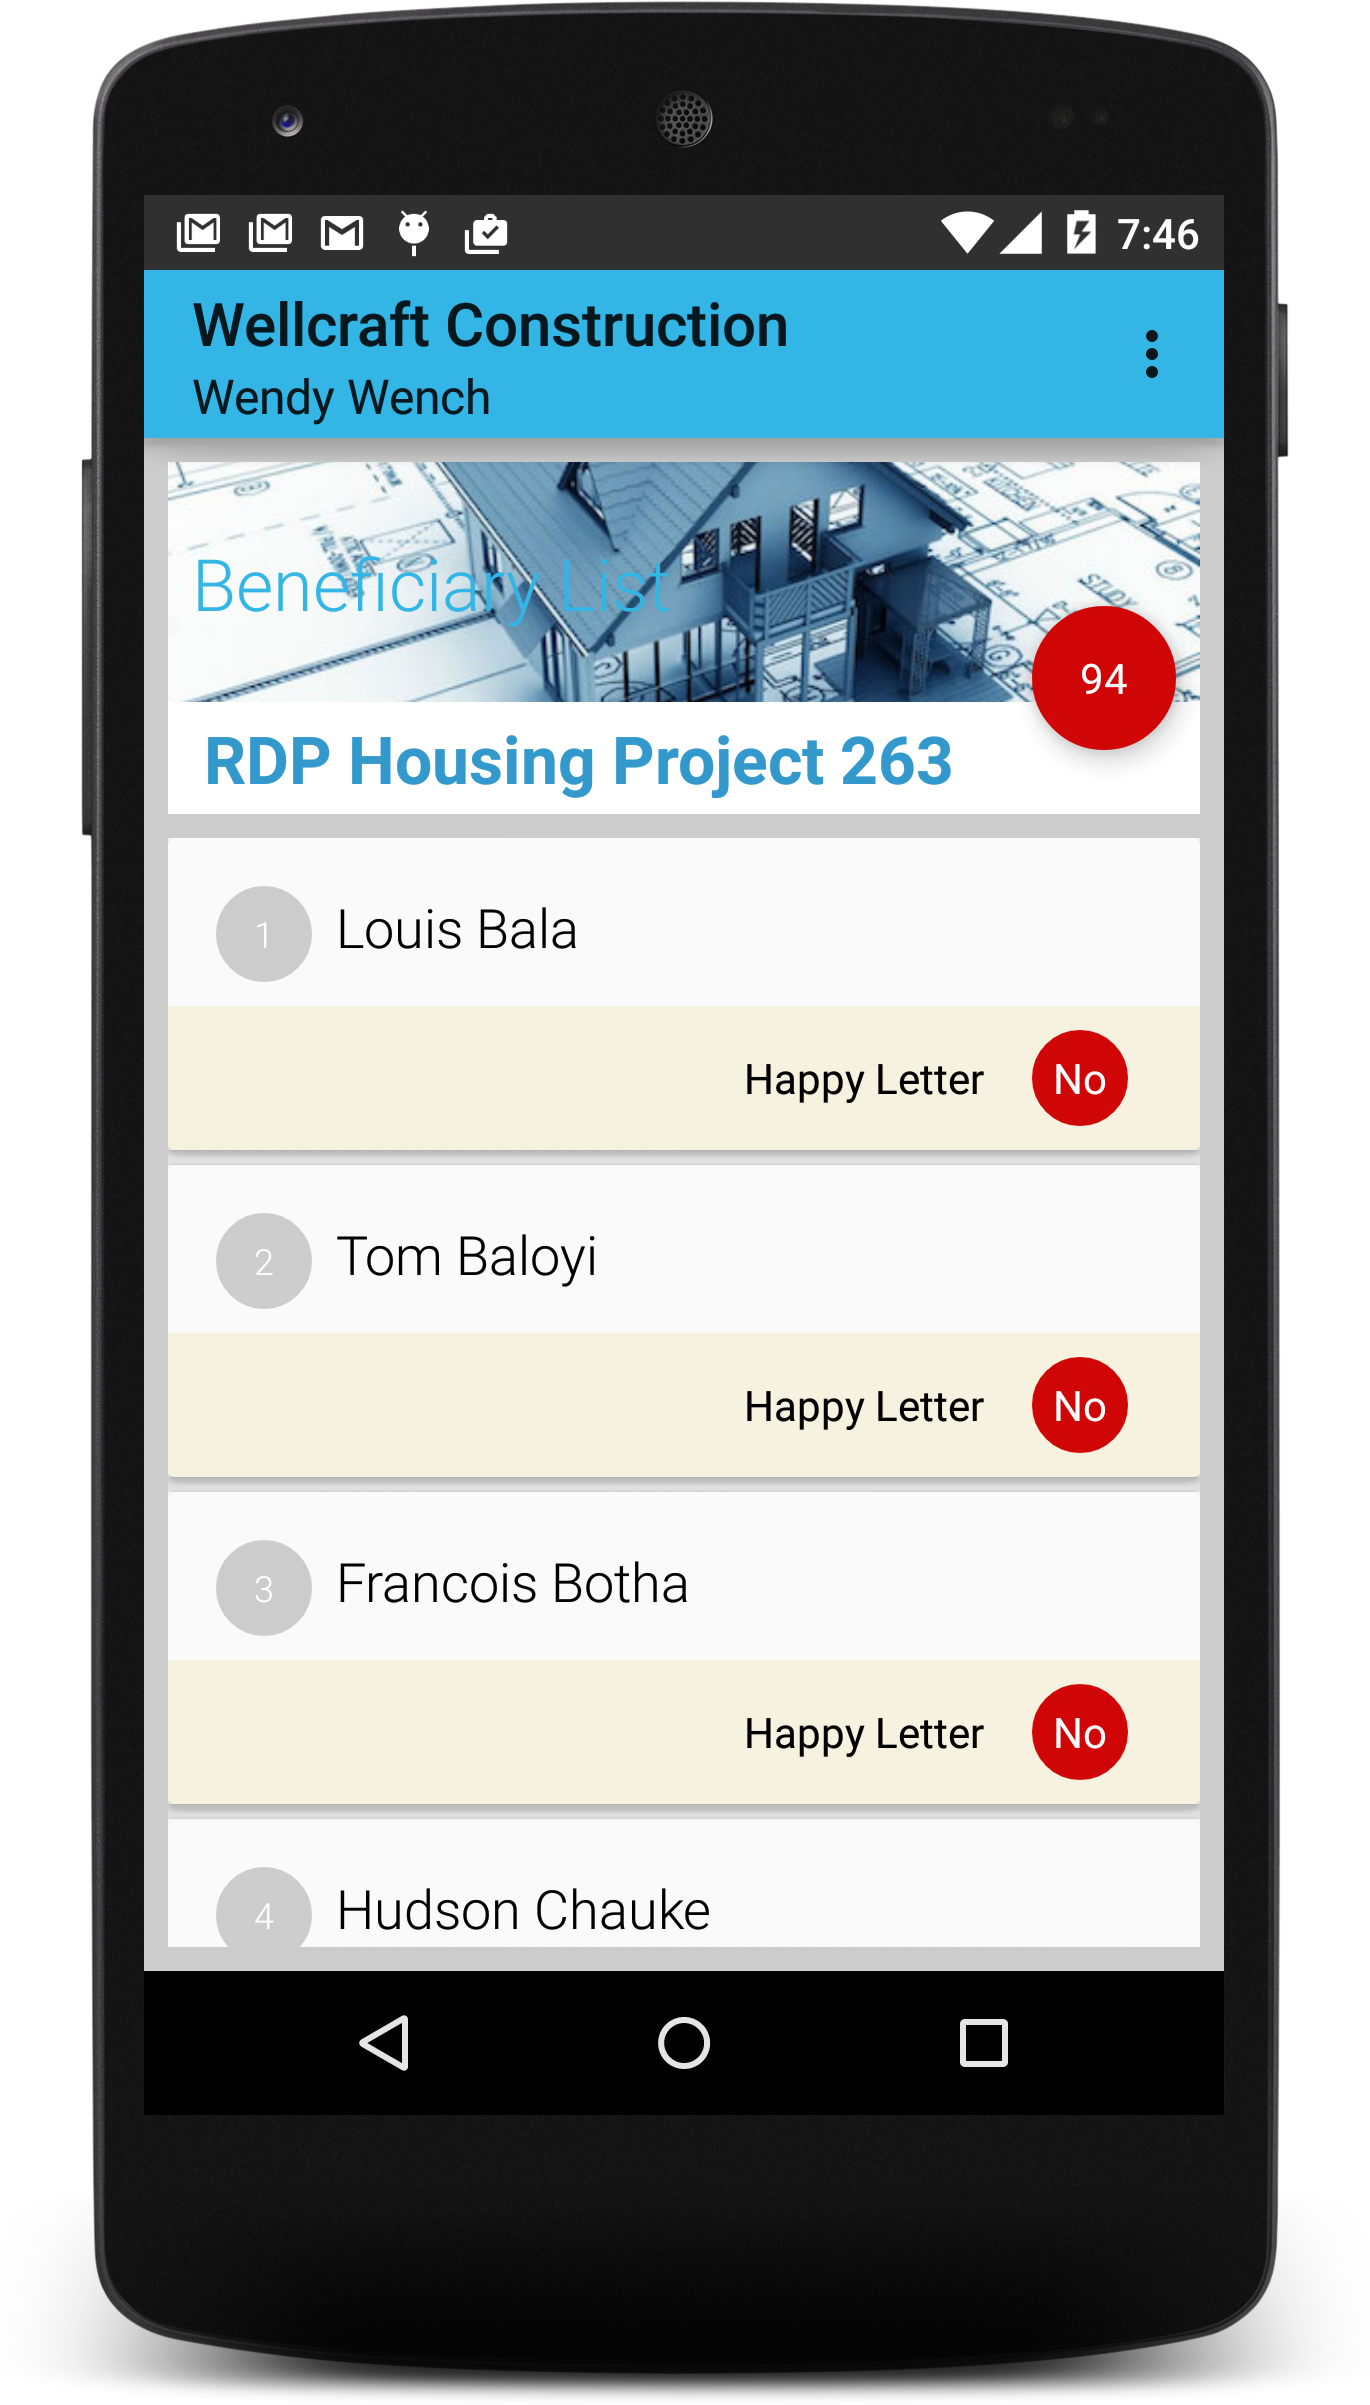 7:46
Wellcraft Construction
Wendy Wench
Beneficiary List
94
RDP Housing Project 263
1 Louis Bala
Happy Letter No
2 Tom Baloyi
Happy Letter No
3 Francois Botha
Happy Letter No
4 Hudson Chauke